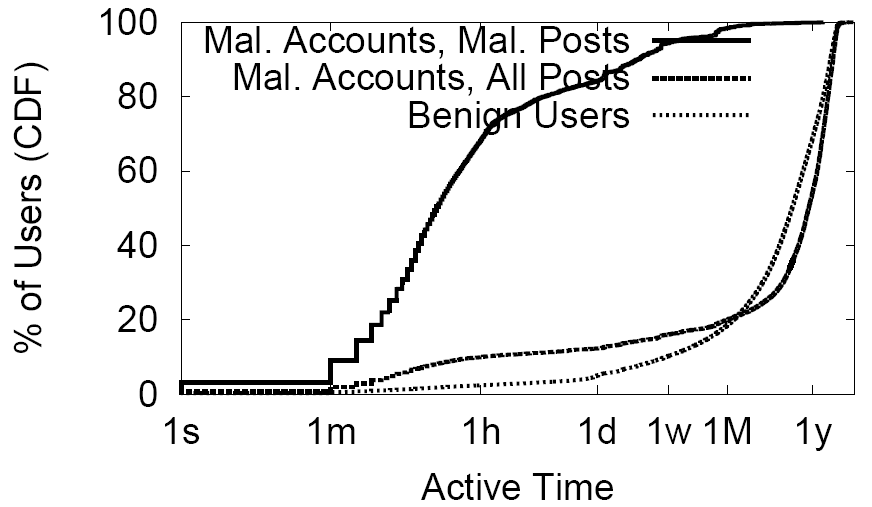 100
80
60
40
20
0
% of Users (CDF)
Mal. Accounts, Mal. Posts
Mal. Accounts, All Posts
Benign Users
1s 1m 1h 1d 1w 1M 1y
Active Time